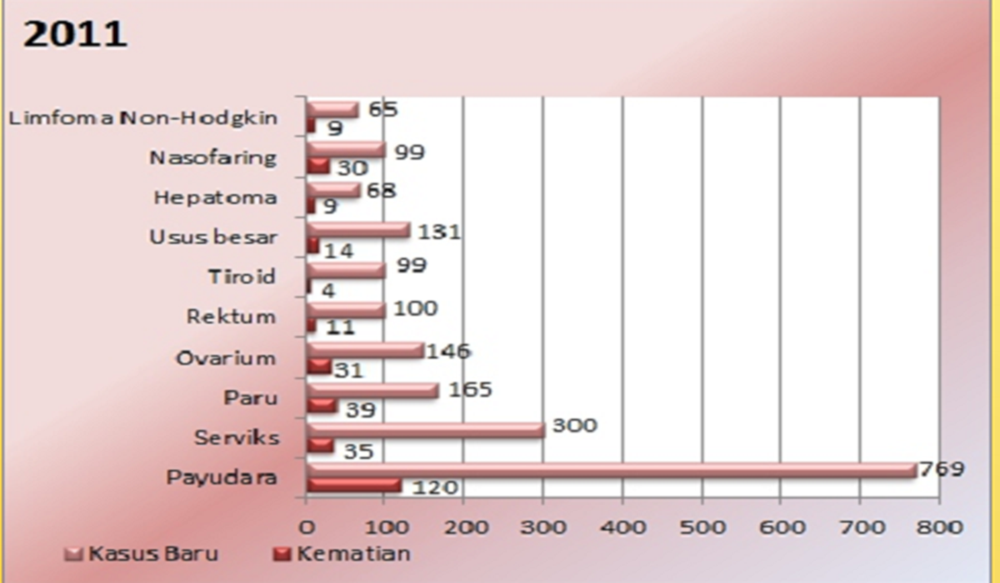 2011
Limfoma Non-Hodgkin 65
9
Nasofaring 99
30
Hepatoma 68
9
Usus besar 131
14
Tiroid 99
4
Rektum 100
11
Ovarium 146
31
Paru 165
39
Serviks 300
35
Payudara 769
120
0 100 200 300 400 500 600 700 800
Kasus Baru Kematian